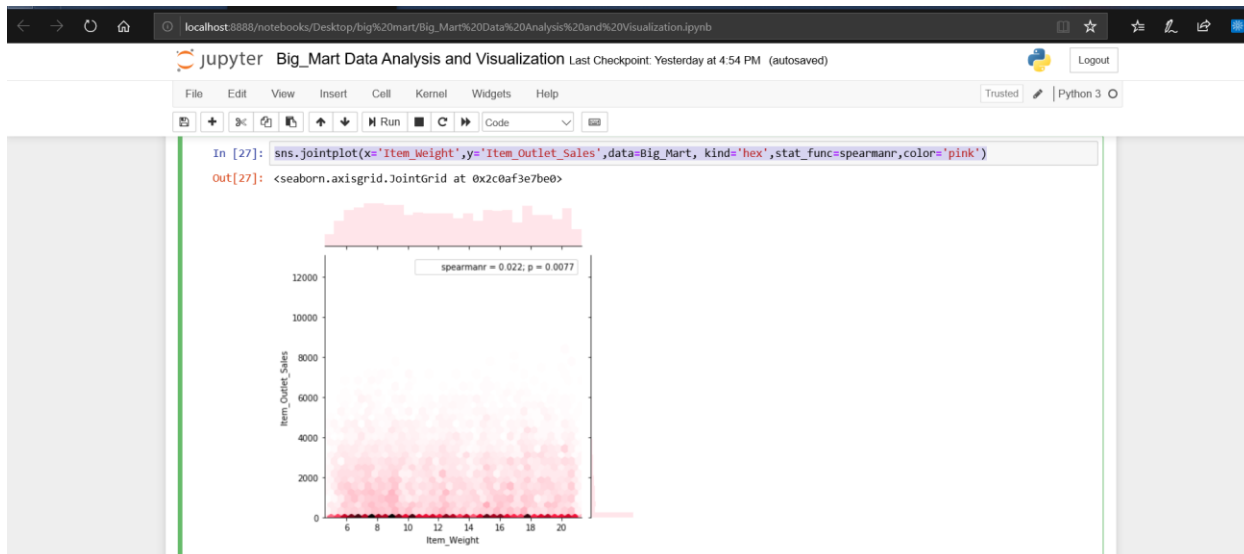 localhost:8888/notebooks/Desktop/big%20mart/Big_Mart%20Data%20Analysis%20and%20Visualization.ipynb
jupyter Big_Mart Data Analysis and Visualization Last Checkpoint: Yesterday at 4:54 PM (autosaved) Logout
File Edit View Insert Cell Kernel Widgets Help Trusted Python 3
Run Code
In [27]: sns.jointplot(x='Item_Weight',y='Item_Outlet_Sales',data=Big_Mart, kind='hex',stat_func=spearmanr,color='pink')
Out[27]: <seaborn.axisgrid.JointGrid at 0x2c0af3e7be0>
spearmanr = 0.022; p = 0.0077
12000
10000
8000
6000
4000
2000
0
Item_Outlet_Sales
6 8 10 12 14 16 18 20
Item_Weight